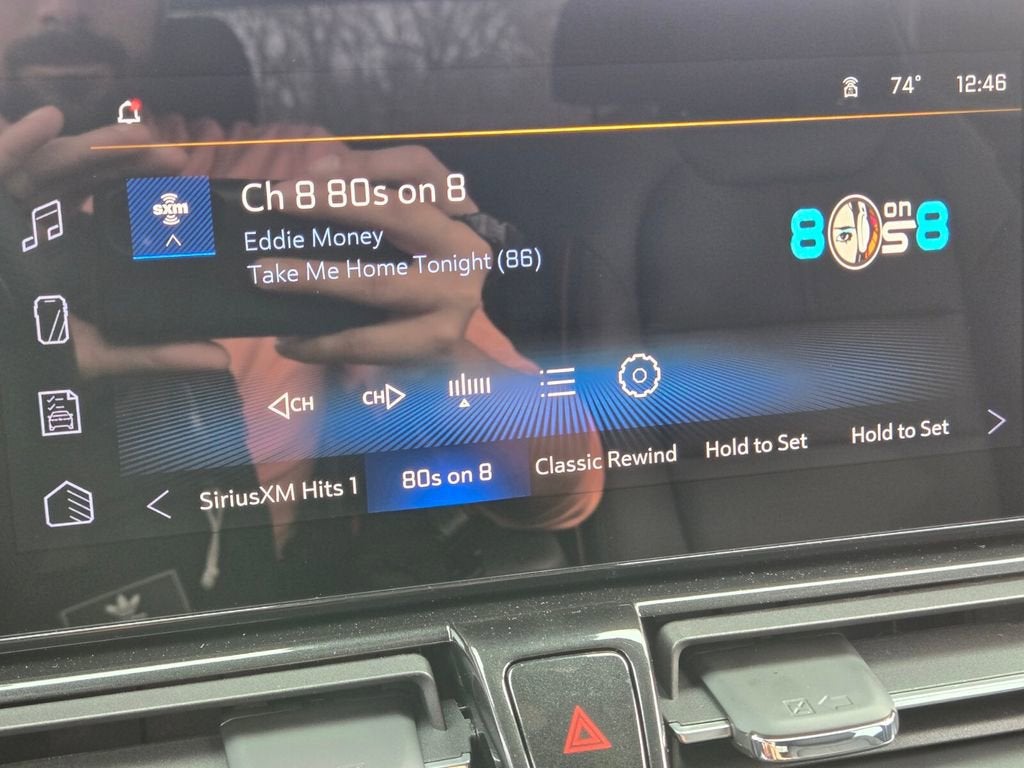 74° 12:46
sxm
Ch 8 80s on 8
Eddie Money
Take Me Home Tonight (86)
80s on 8
CH CH
SiriusXM Hits 1 80s on 8 Classic Rewind Hold to Set Hold to Set